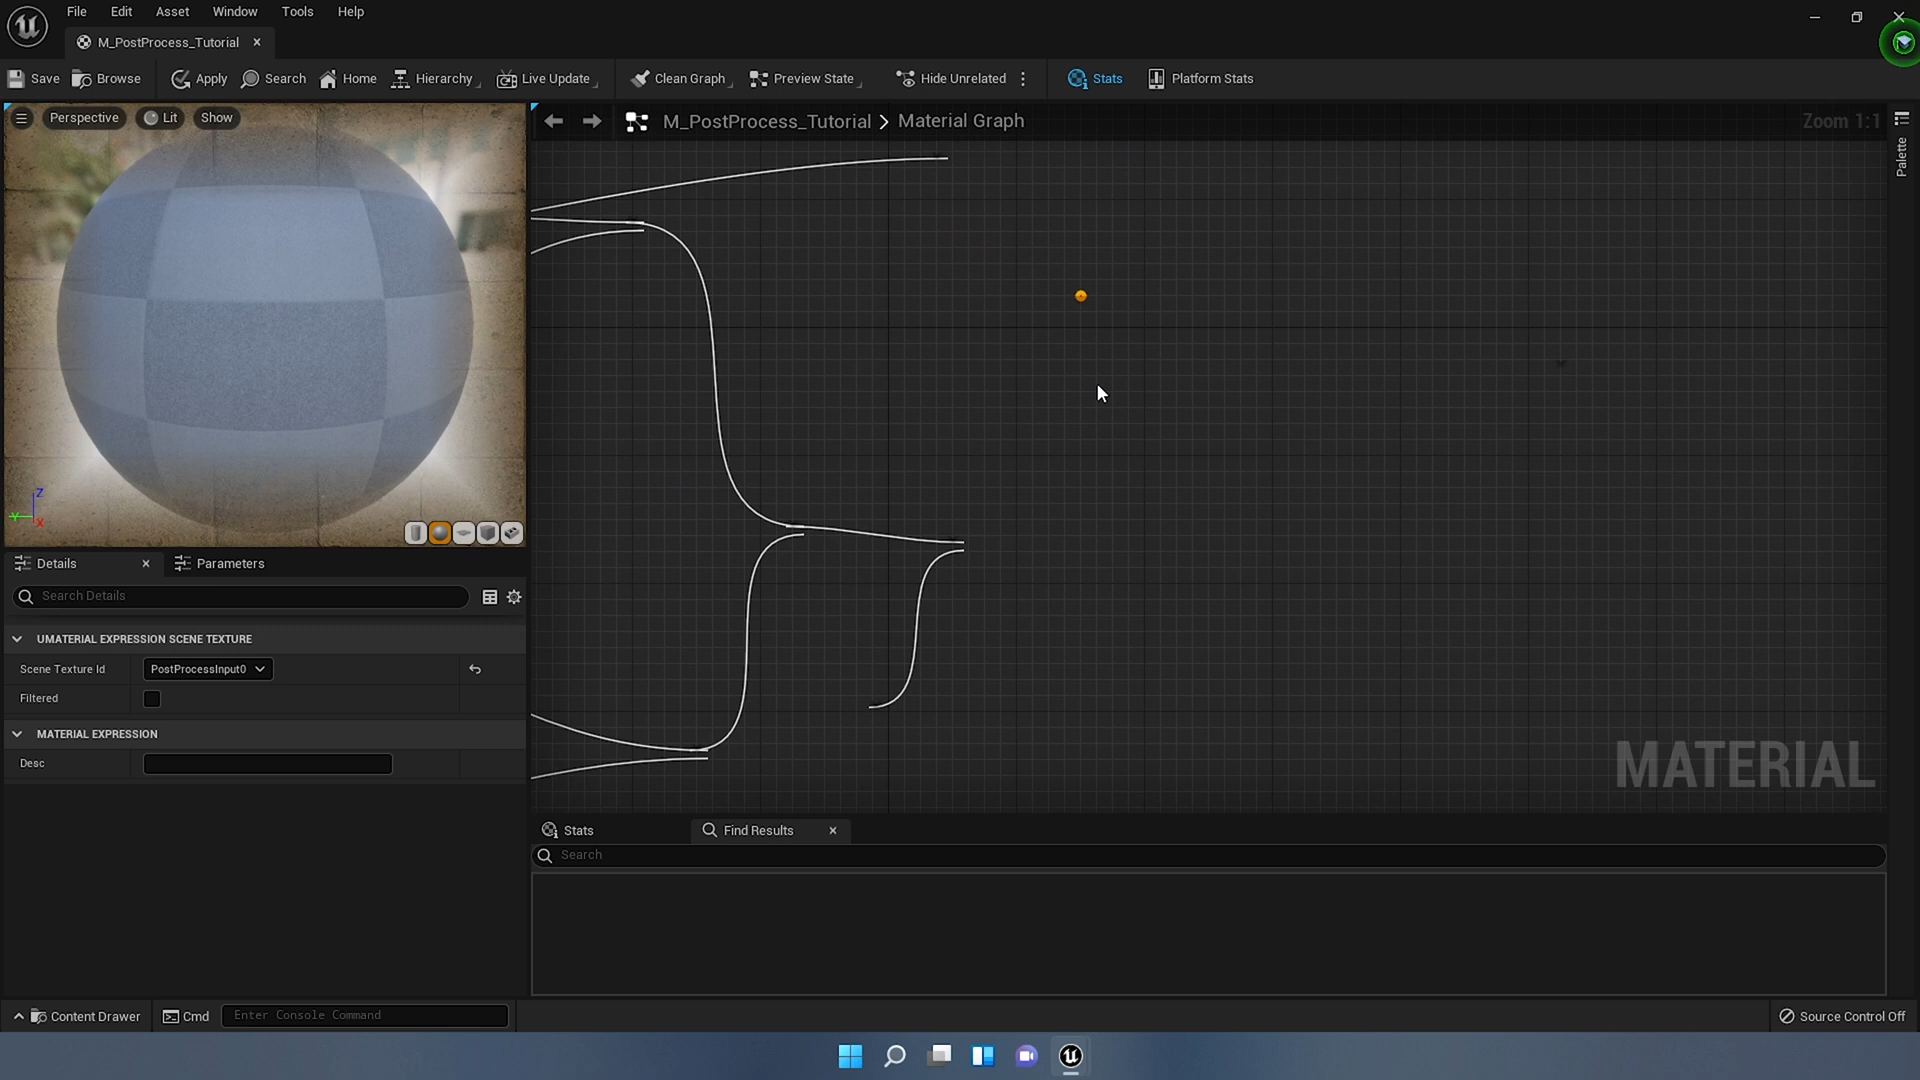 File Edit Asset Window Tools Help
M_PostProcess_Tutorial
Save Browse Apply Search Home Hierarchy Live Update Clean Graph Preview State Hide Unrelated Stats Platform Stats
Perspective Lit Show
M_PostProcess_Tutorial > Material Graph
Zoom 1:1
Palette
Z
Y
X
MATERIAL
Details Parameters
Search Details
UMATERIAL EXPRESSION SCENE TEXTURE
Scene Texture Id PostProcessInput0
Filtered
MATERIAL EXPRESSION
Desc
Stats Find Results
Search
Content Drawer Cmd Enter Console Command Source Control Off